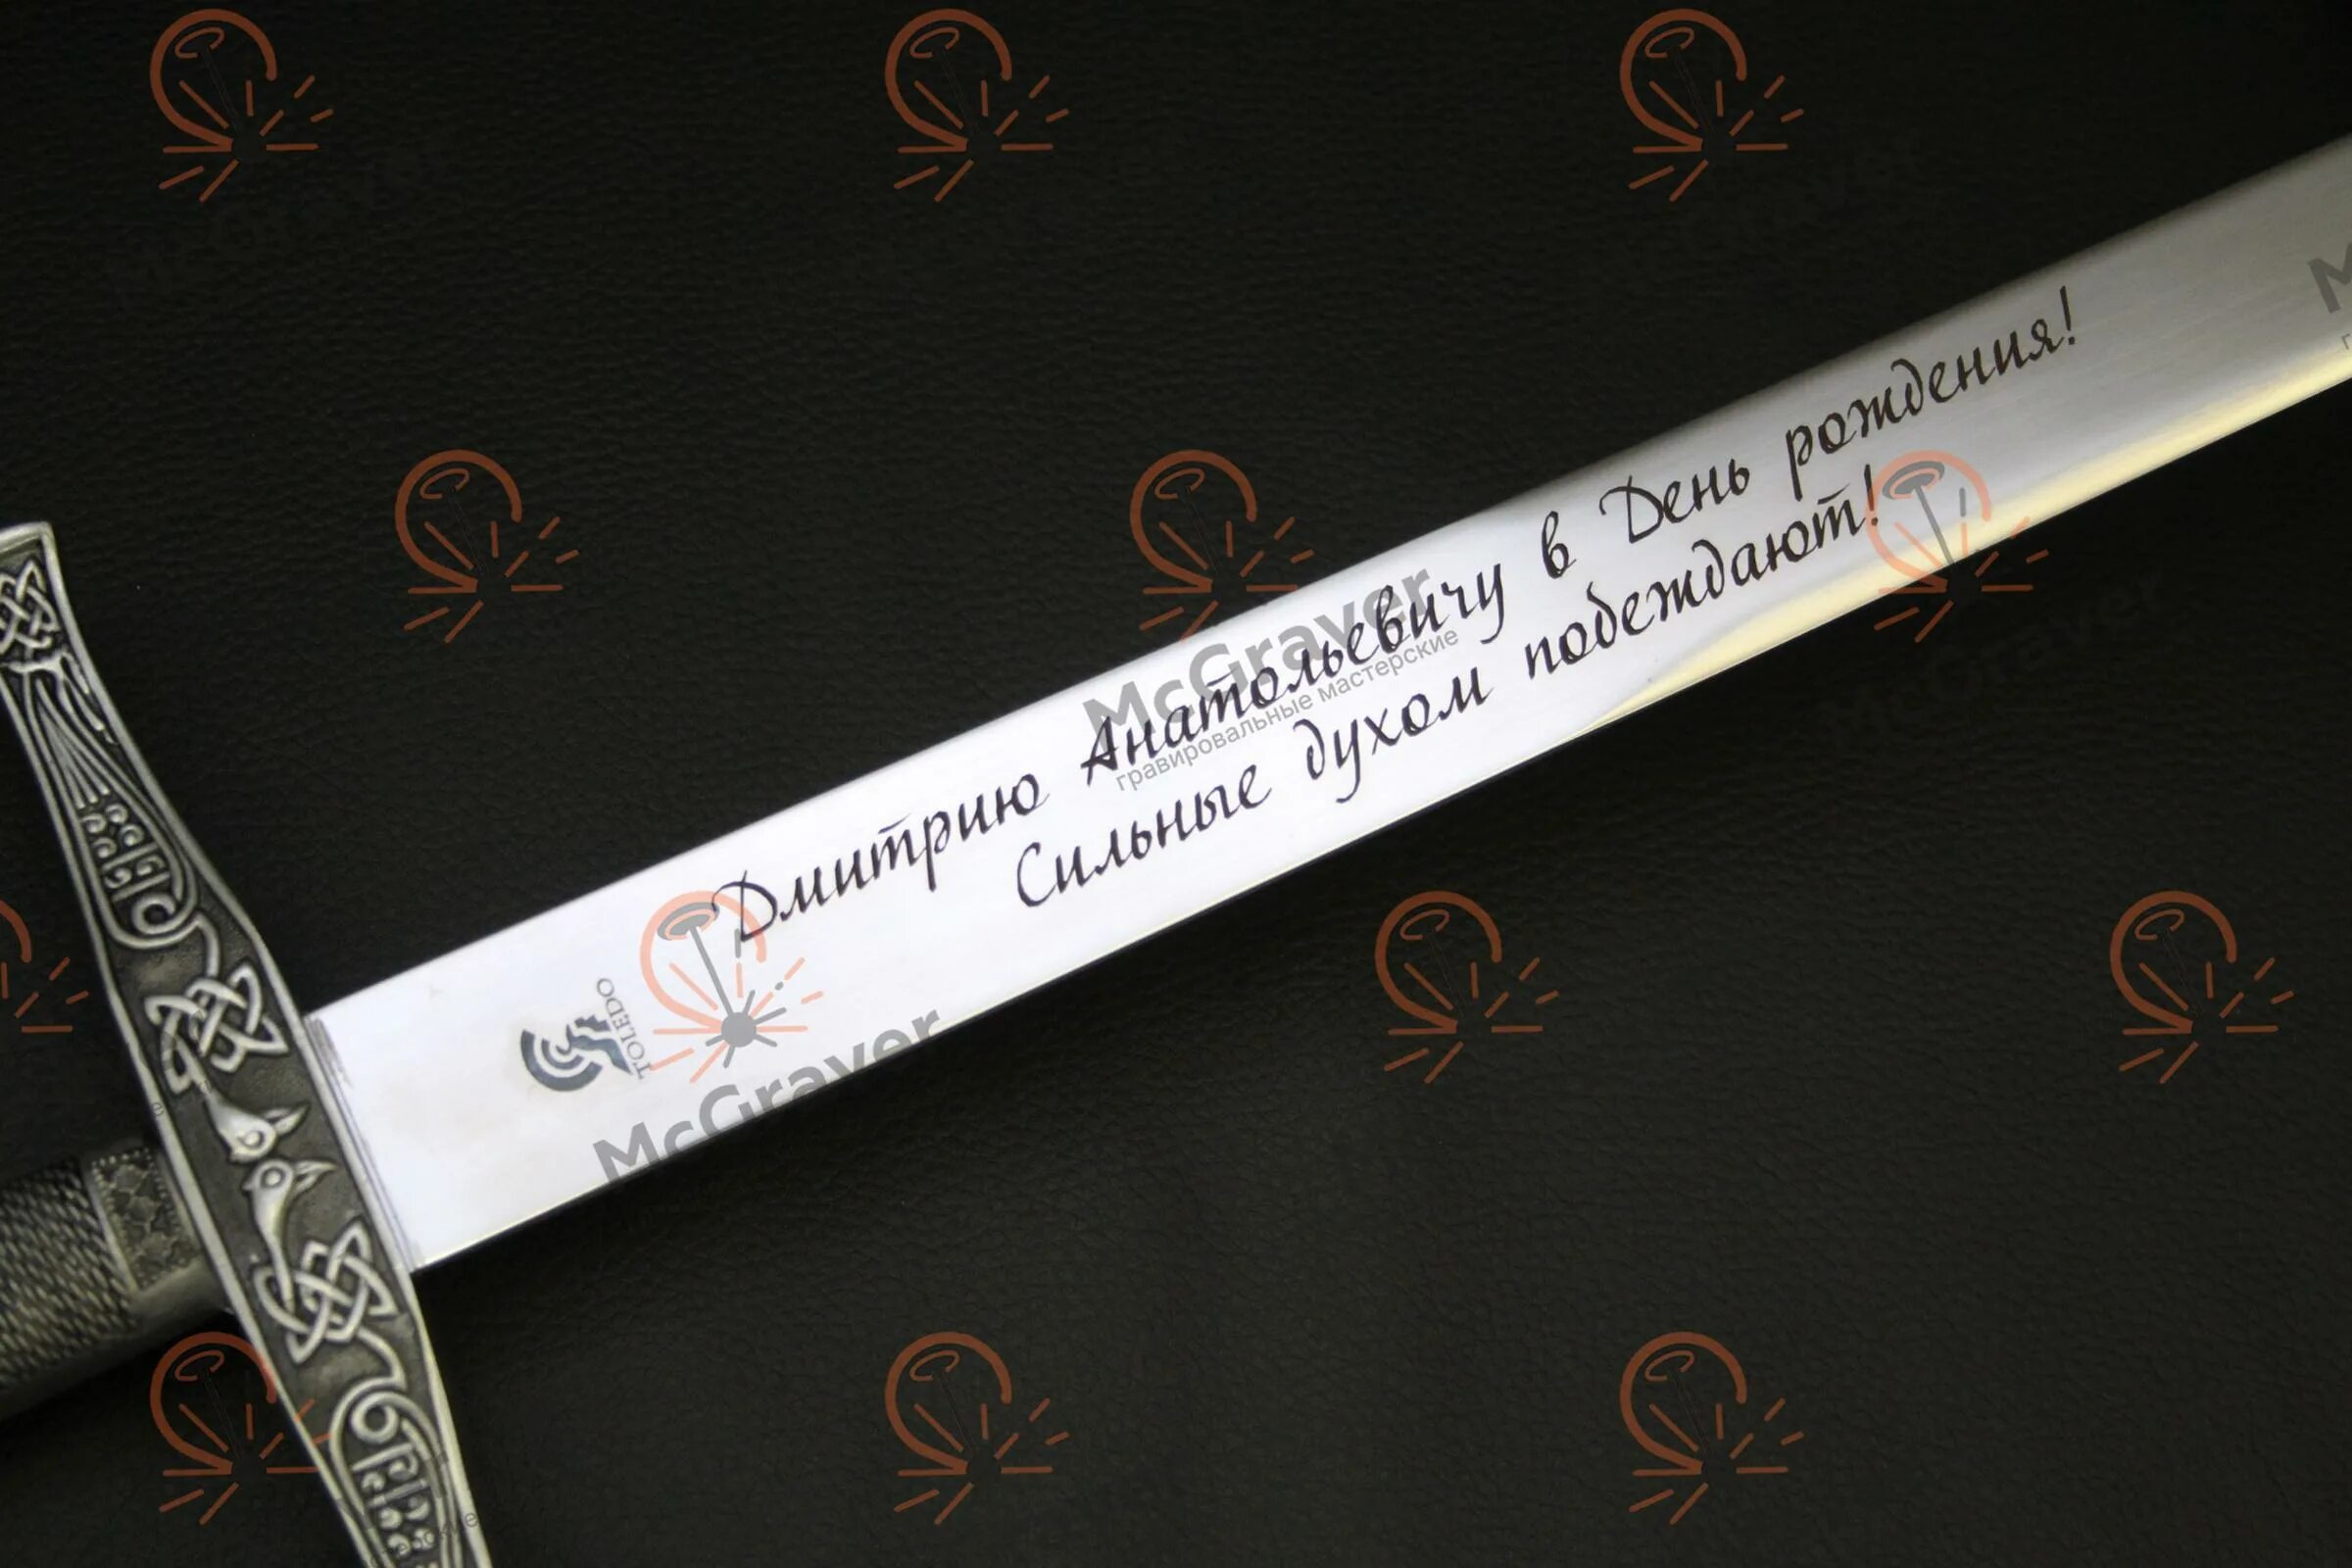 Дмитрию Анатольевичу в День рождения!
Сильные духом побеждают!
TOLEDO
McGraver
гравировальные мастерские
McGraver